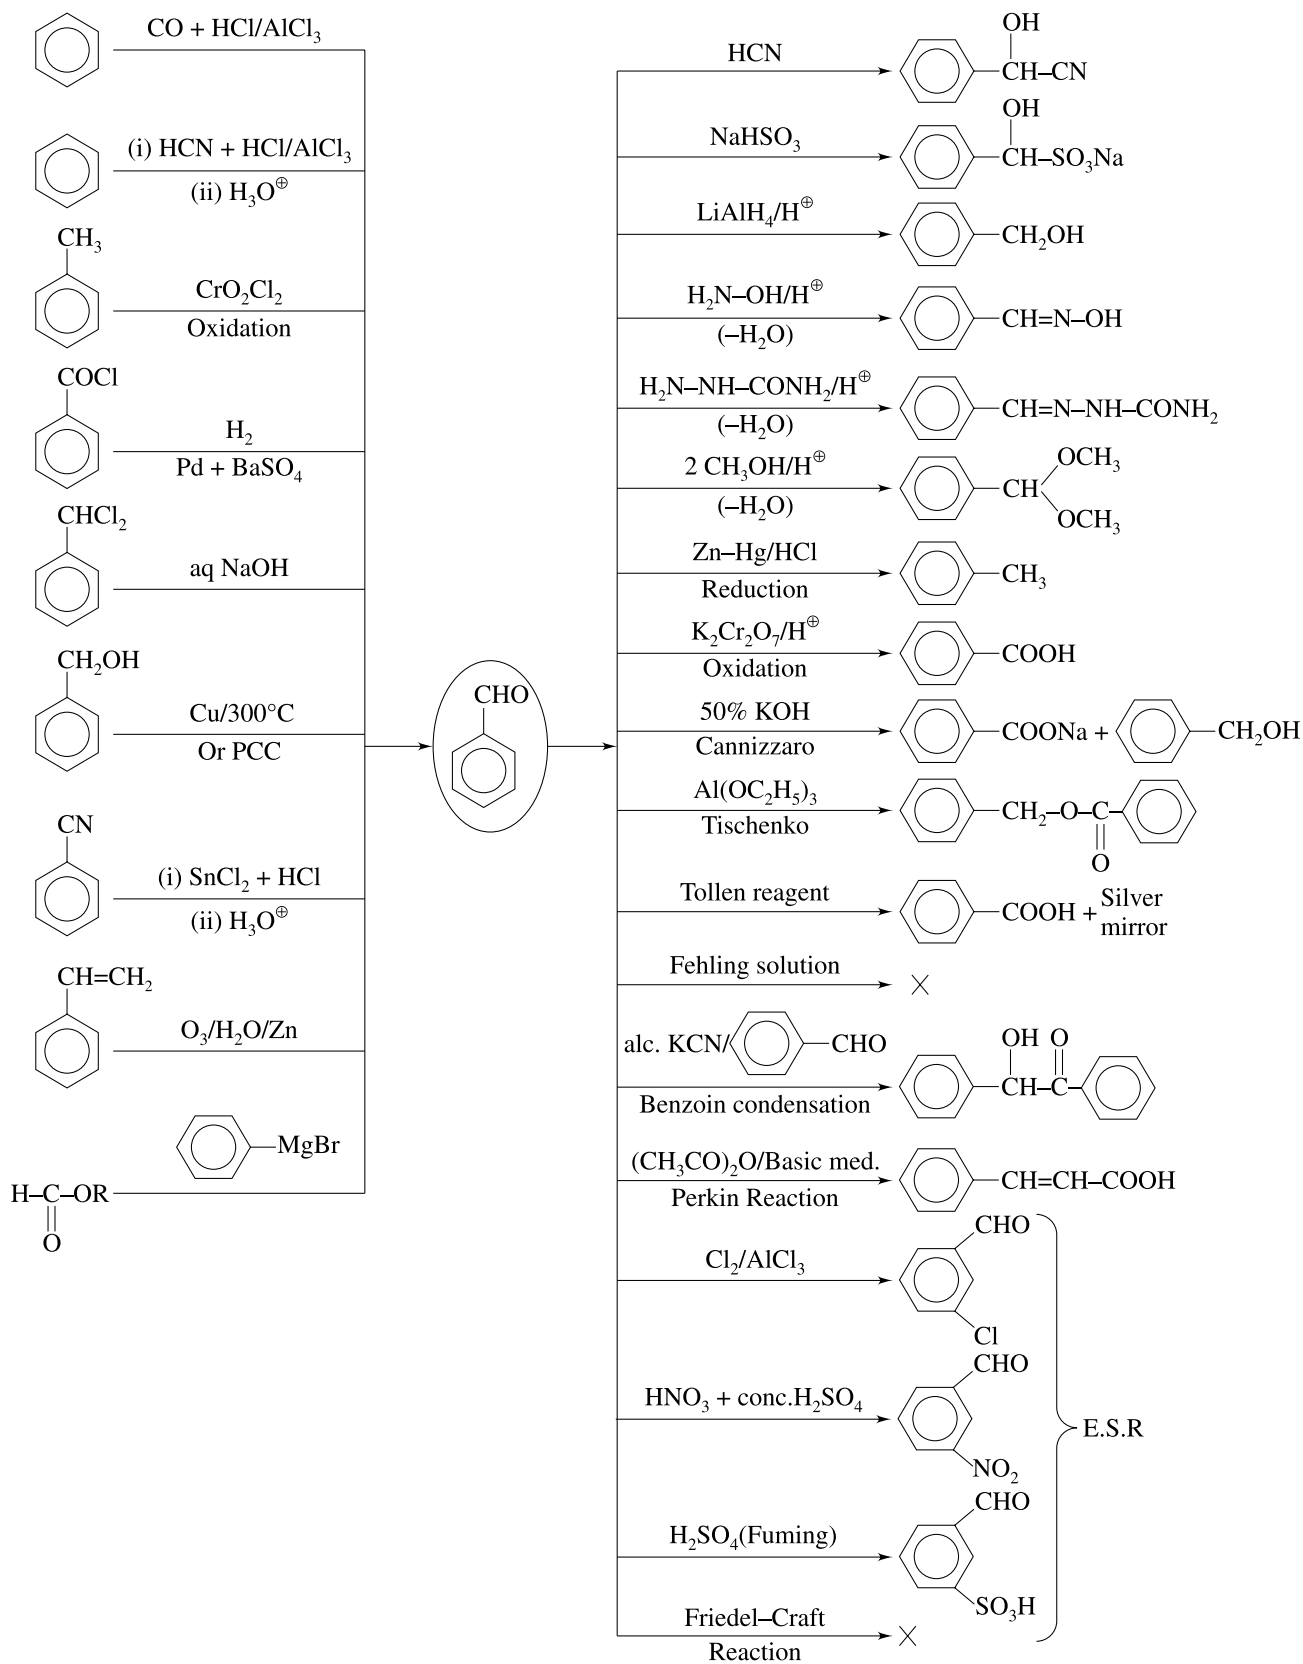 CO + HCl/AlCl₃
(i) HCN + HCl/AlCl₃
(ii) H₃O⊕
CH₃
CrO₂Cl₂
Oxidation
COCl
H₂
Pd + BaSO₄
CHCl₂
aq NaOH
CH₂OH
Cu/300°C
Or PCC
CN
(i) SnCl₂ + HCl
(ii) H₃O⊕
CH=CH₂
O₃/H₂O/Zn
MgBr
H–C–OR
O
CHO
HCN
OH
CH–CN
NaHSO₃
OH
CH–SO₃Na
LiAlH₄/H⊕
CH₂OH
H₂N–OH/H⊕
(–H₂O)
CH=N–OH
H₂N–NH–CONH₂/H⊕
(–H₂O)
CH=N–NH–CONH₂
2 CH₃OH/H⊕
(–H₂O)
OCH₃
CH
OCH₃
Zn–Hg/HCl
Reduction
CH₃
K₂Cr₂O₇/H⊕
Oxidation
COOH
50% KOH
Cannizzaro
COONa + CH₂OH
Al(OC₂H₅)₃
Tischenko
CH₂–O–C
O
Tollen reagent
COOH + Silver
mirror
Fehling solution
X
alc. KCN/ CHO
Benzoin condensation
OH O
CH–C
(CH₃CO)₂O/Basic med.
Perkin Reaction
CH=CH–COOH
Cl₂/AlCl₃
CHO
Cl
HNO₃ + conc.H₂SO₄
CHO
NO₂
E.S.R
H₂SO₄(Fuming)
CHO
SO₃H
Friedel–Craft
Reaction
X